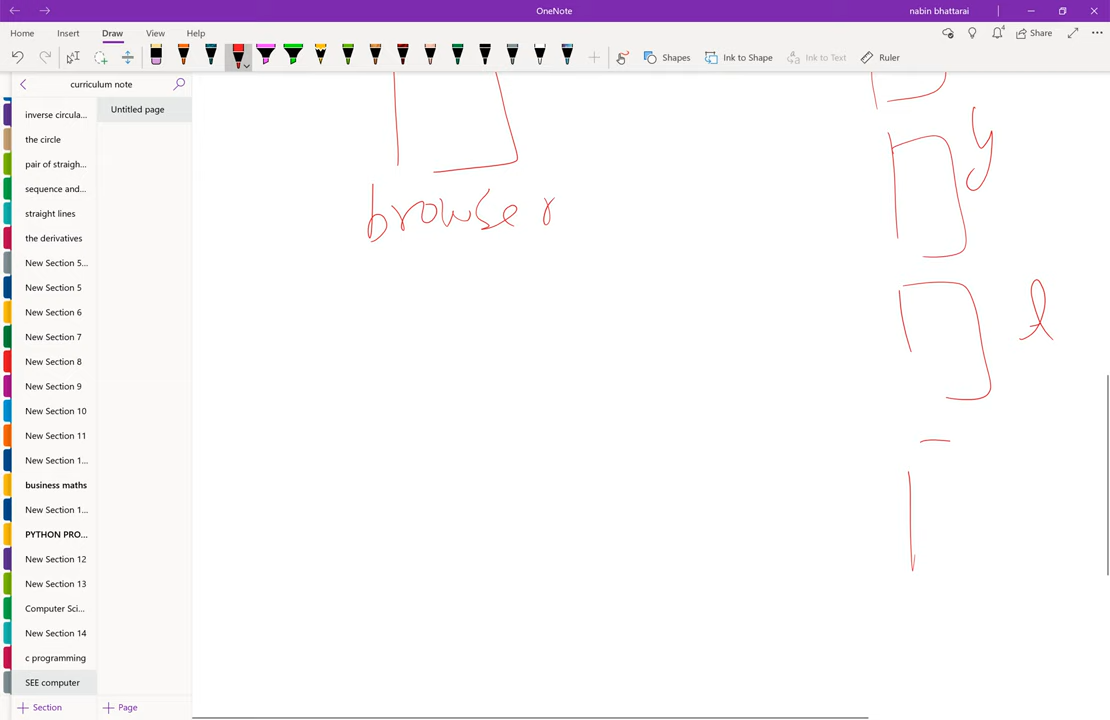 OneNote
nabin bhattarai
Home Insert Draw View Help
Share
Shapes Ink to Shape Ink to Text Ruler
curriculum note
Untitled page
inverse circula...
the circle
pair of straigh...
sequence and...
straight lines
the derivatives
New Section 5...
New Section 5
New Section 6
New Section 7
New Section 8
New Section 9
New Section 10
New Section 11
New Section 1...
business maths
New Section 1...
PYTHON PRO...
New Section 12
New Section 13
Computer Sci...
New Section 14
c programming
SEE computer
Section Page
browse r
y
l